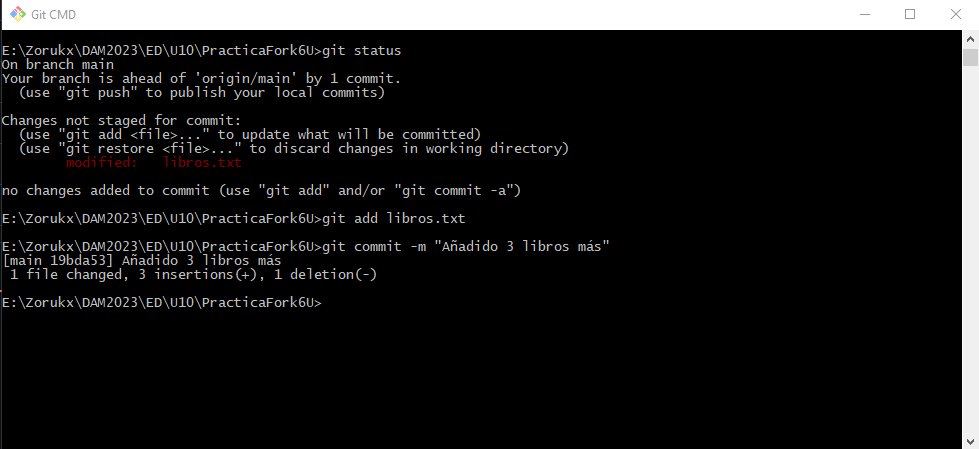 Git CMD
E:\Zorukx\DAM2023\ED\U10\PracticaFork6U>git status
On branch main
Your branch is ahead of 'origin/main' by 1 commit.
  (use "git push" to publish your local commits)
Changes not staged for commit:
  (use "git add <file>..." to update what will be committed)
  (use "git restore <file>..." to discard changes in working directory)
        modified:   libros.txt
no changes added to commit (use "git add" and/or "git commit -a")
E:\Zorukx\DAM2023\ED\U10\PracticaFork6U>git add libros.txt
E:\Zorukx\DAM2023\ED\U10\PracticaFork6U>git commit -m "Añadido 3 libros más"
[main 19bda53] Añadido 3 libros más
 1 file changed, 3 insertions(+), 1 deletion(-)
E:\Zorukx\DAM2023\ED\U10\PracticaFork6U>